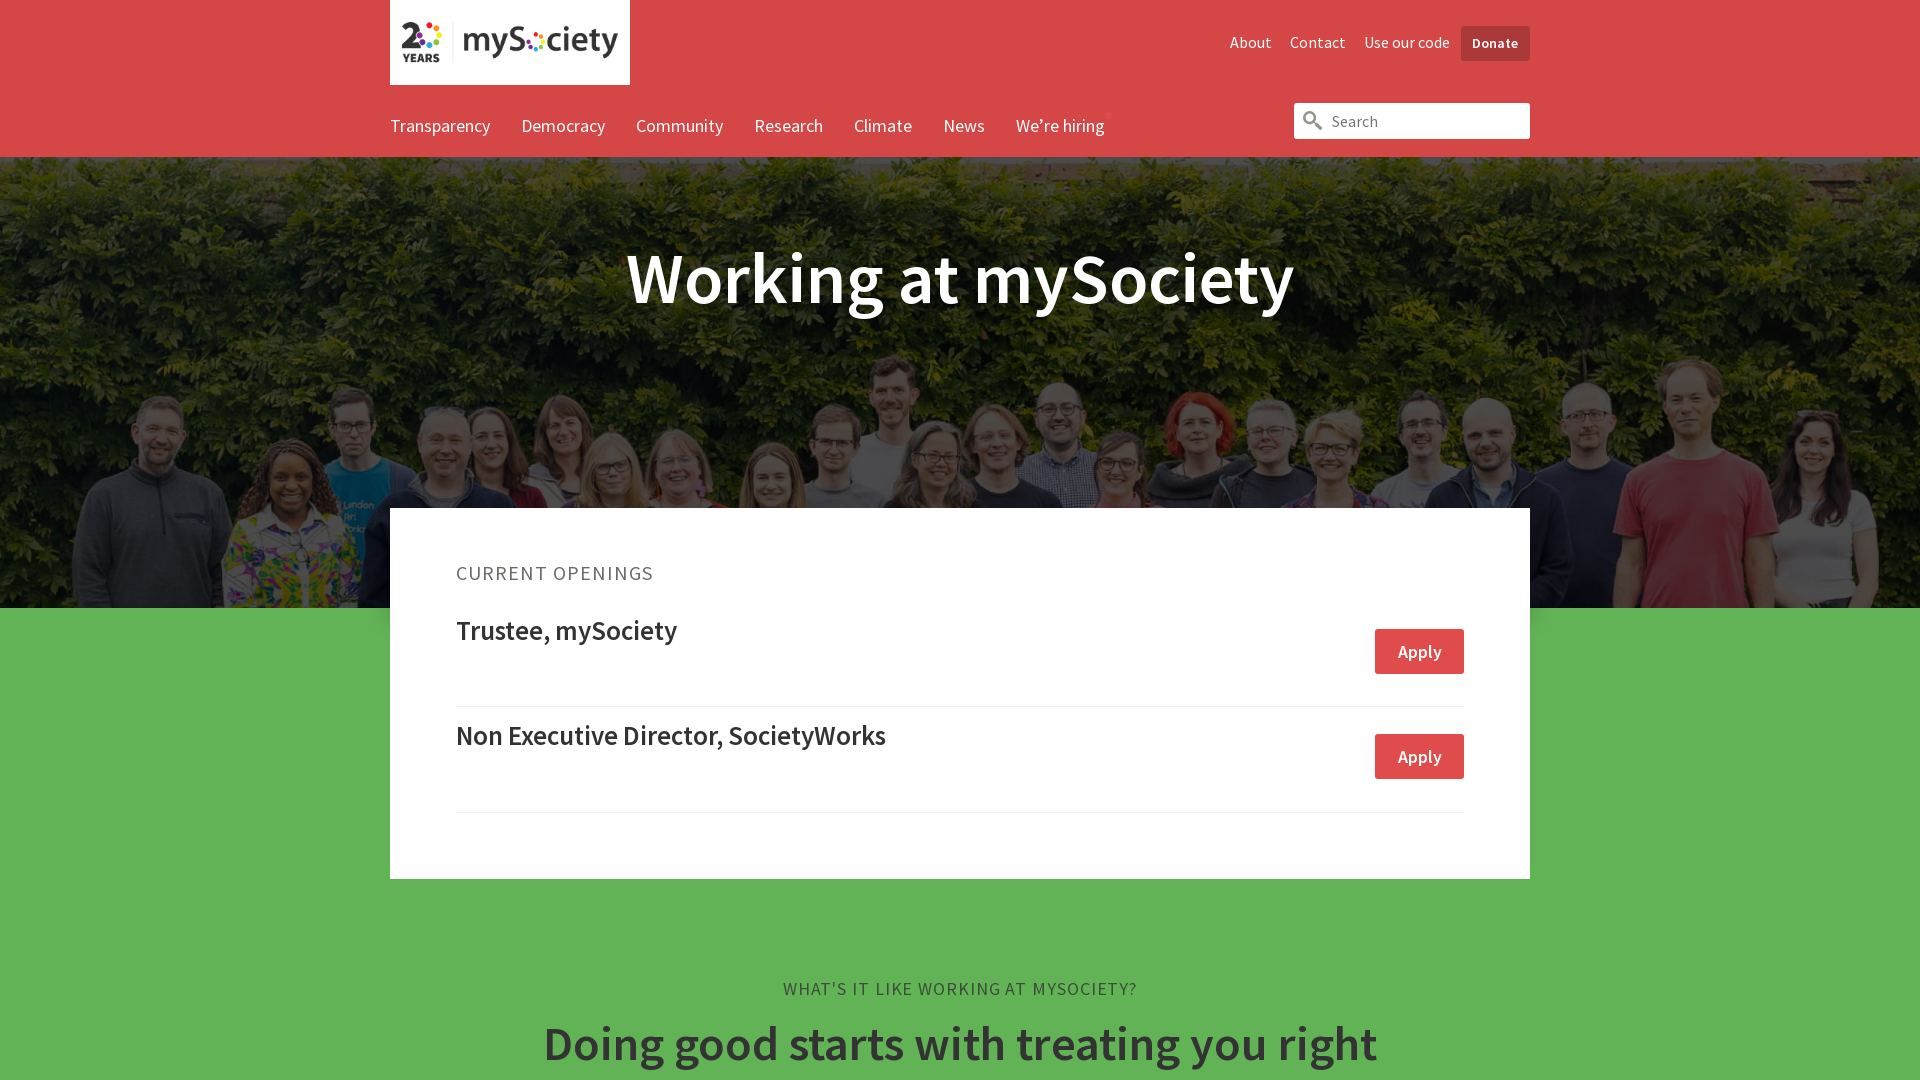 20 YEARS mySociety
About Contact Use our code Donate
Transparency Democracy Community Research Climate News We’re hiring
Search
Working at mySociety
London
CURRENT OPENINGS
Trustee, mySociety
Apply
Non Executive Director, SocietyWorks
Apply
WHAT'S IT LIKE WORKING AT MYSOCIETY?
Doing good starts with treating you right